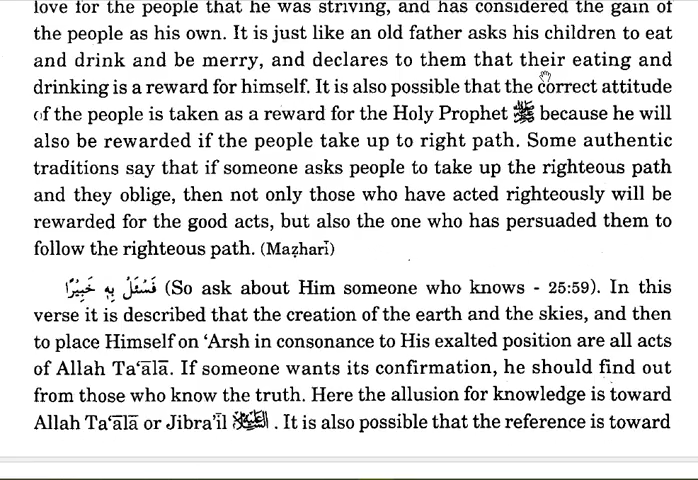 love for the people that he was striving, and has considered the gain of
the people as his own. It is just like an old father asks his children to eat
and drink and be merry, and declares to them that their eating and
drinking is a reward for himself. It is also possible that the correct attitude
of the people is taken as a reward for the Holy Prophet ﷺ because he will
also be rewarded if the people take up to right path. Some authentic
traditions say that if someone asks people to take up the righteous path
and they oblige, then not only those who have acted righteously will be
rewarded for the good acts, but also the one who has persuaded them to
follow the righteous path. (Maẓharī)
فَسْئَلْ بِهٖ خَبِيْرًا (So ask about Him someone who knows - 25:59). In this
verse it is described that the creation of the earth and the skies, and then
to place Himself on ‘Arsh in consonance to His exalted position are all acts
of Allah Ta‘ālā. If someone wants its confirmation, he should find out
from those who know the truth. Here the allusion for knowledge is toward
Allah Ta‘ālā or Jibra’īl . It is also possible that the reference is toward